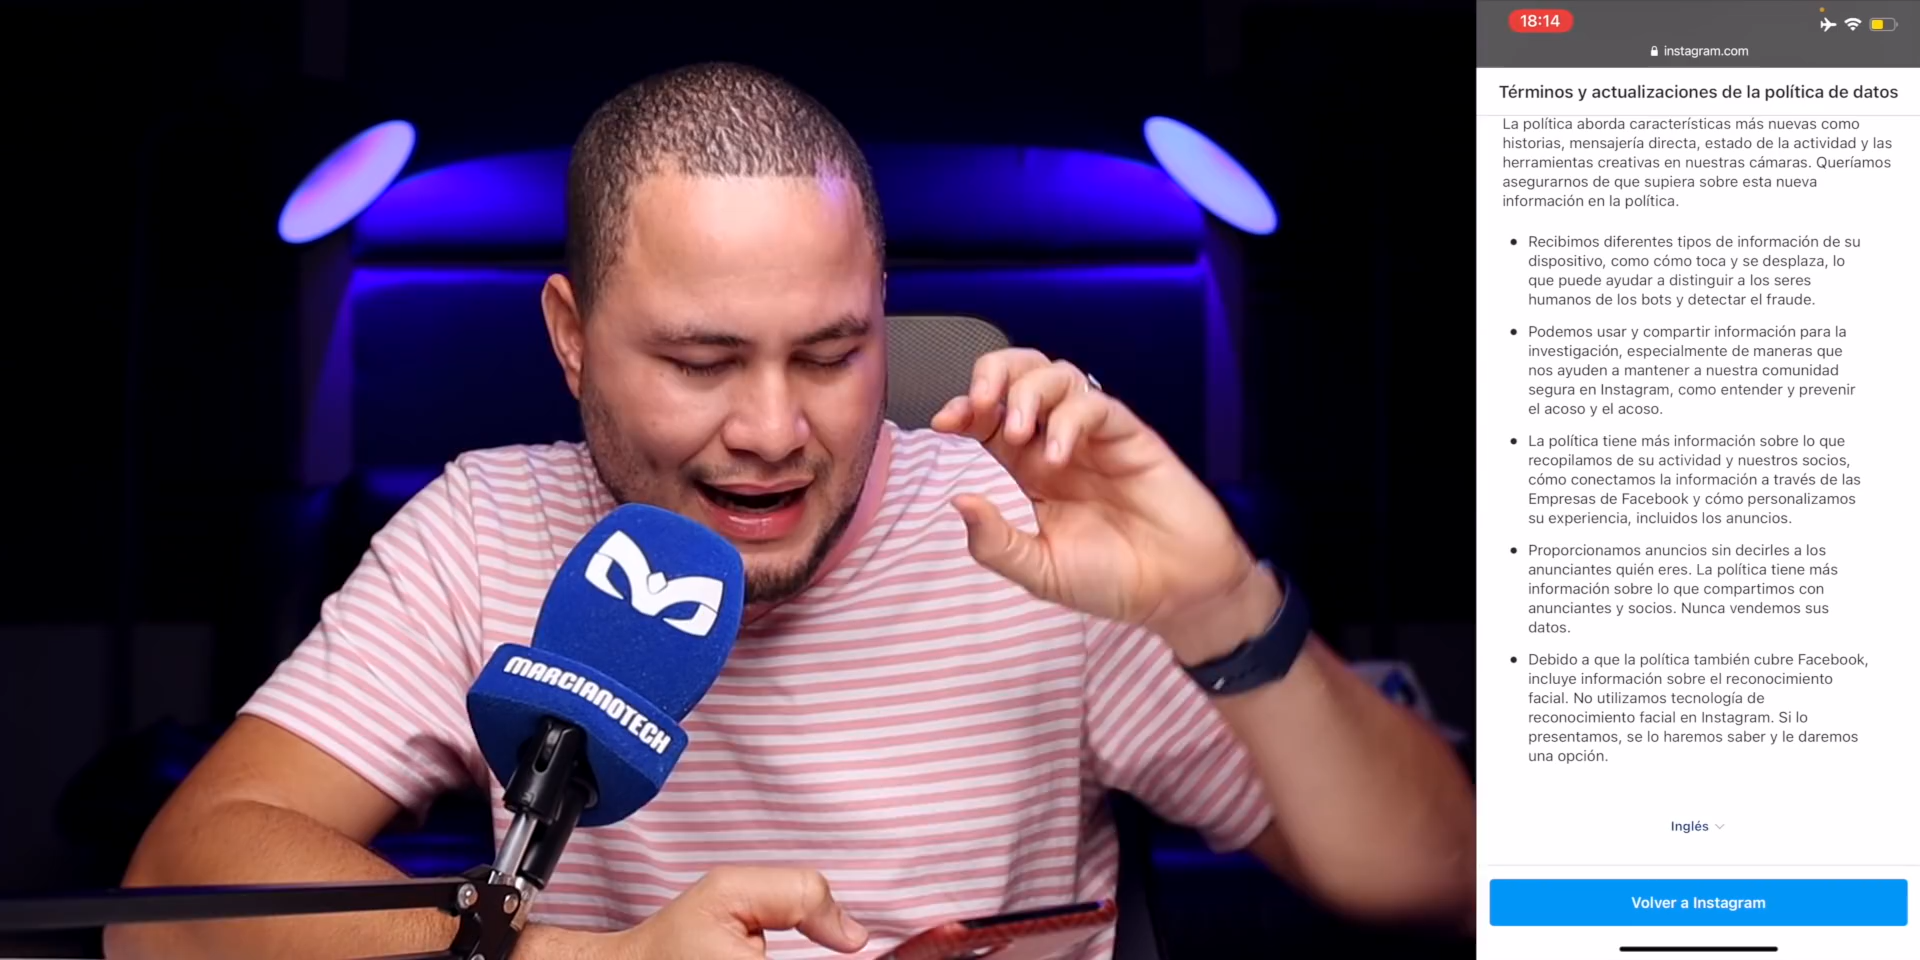 MARCIANOTECH
18:14
instagram.com
Términos y actualizaciones de la política de datos
La política aborda características más nuevas como
historias, mensajería directa, estado de la actividad y las
herramientas creativas en nuestras cámaras. Queríamos
asegurarnos de que supiera sobre esta nueva
información en la política.
• Recibimos diferentes tipos de información de su
dispositivo, como cómo toca y se desplaza, lo
que puede ayudar a distinguir a los seres
humanos de los bots y detectar el fraude.
• Podemos usar y compartir información para la
investigación, especialmente de maneras que
nos ayuden a mantener a nuestra comunidad
segura en Instagram, como entender y prevenir
el acoso y el acoso.
• La política tiene más información sobre lo que
recopilamos de su actividad y nuestros socios,
cómo conectamos la información a través de las
Empresas de Facebook y cómo personalizamos
su experiencia, incluidos los anuncios.
• Proporcionamos anuncios sin decirles a los
anunciantes quién eres. La política tiene más
información sobre lo que compartimos con
anunciantes y socios. Nunca vendemos sus
datos.
• Debido a que la política también cubre Facebook,
incluye información sobre el reconocimiento
facial. No utilizamos tecnología de
reconocimiento facial en Instagram. Si lo
presentamos, se lo haremos saber y le daremos
una opción.
Inglés
Volver a Instagram